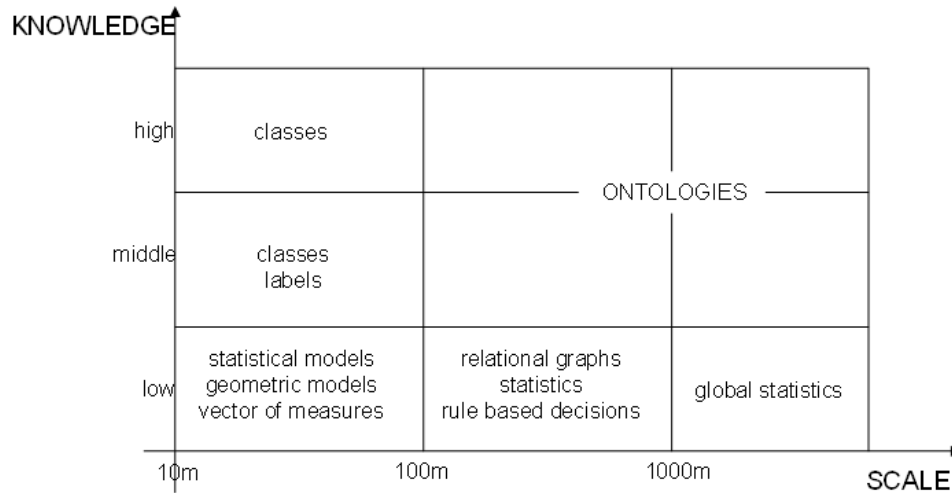 KNOWLEDGE
high
classes
ONTOLOGIES
middle
classes
labels
low
statistical models
geometric models
vector of measures
relational graphs
statistics
rule based decisions
global statistics
10m
100m
1000m
SCALE